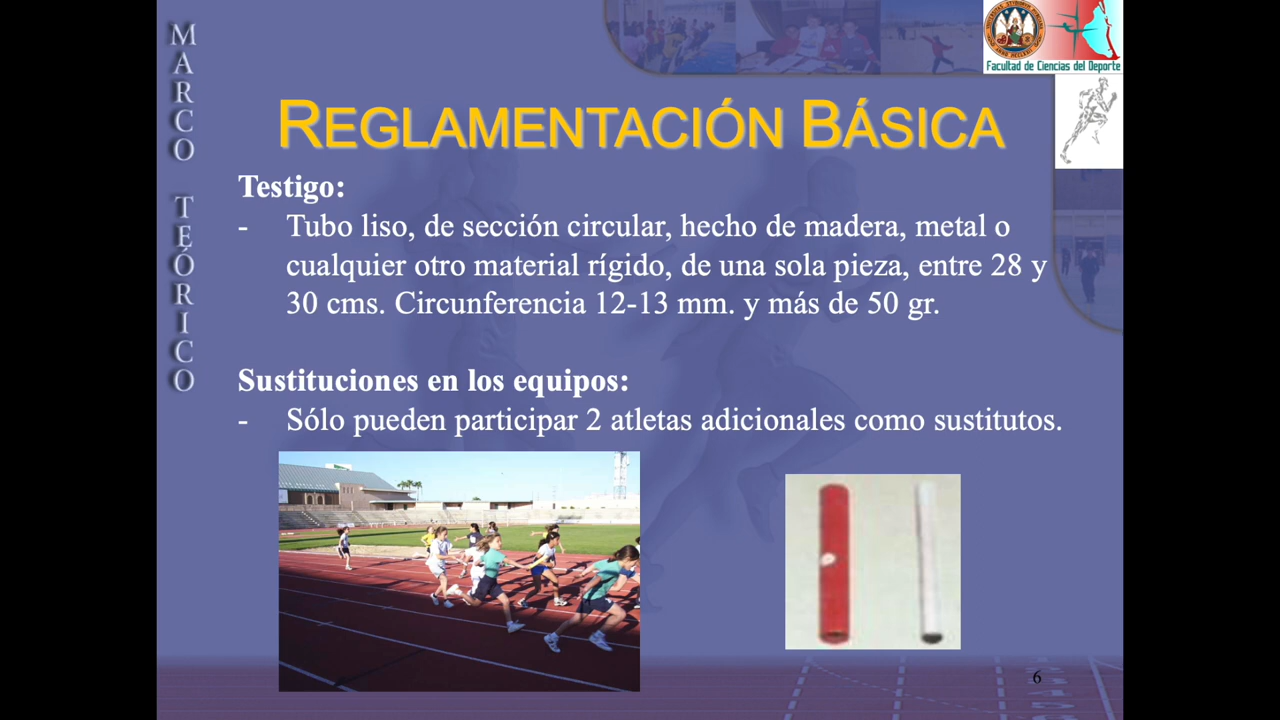 MARCO TEÓRICO
Facultad de Ciencias del Deporte
REGLAMENTACIÓN BÁSICA
Testigo:
- Tubo liso, de sección circular, hecho de madera, metal o
cualquier otro material rígido, de una sola pieza, entre 28 y
30 cms. Circunferencia 12-13 mm. y más de 50 gr.
Sustituciones en los equipos:
- Sólo pueden participar 2 atletas adicionales como sustitutos.
6